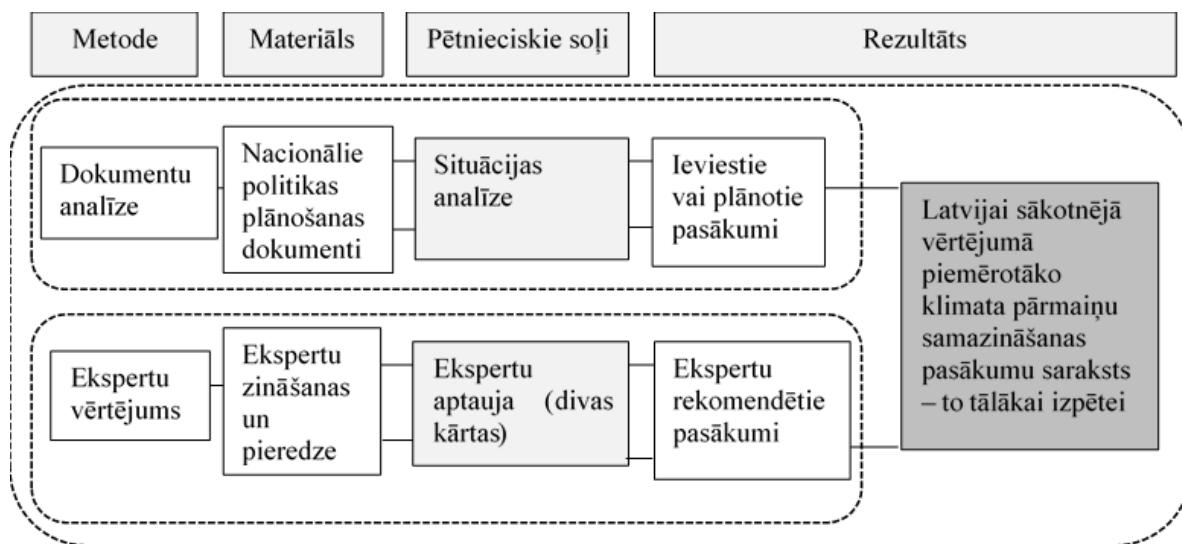 Metode
Materiāls
Pētnieciskie soļi
Rezultāts
Dokumentu
analīze
Nacionālie
politikas
plānošanas
dokumenti
Situācijas
analīze
Ieviestie
vai plānotie
pasākumi
Ekspertu
vērtējums
Ekspertu
zināšanas
un
pieredze
Ekspertu
aptauja (divas
kārtas)
Ekspertu
rekomendētie
pasākumi
Latvijai sākotnējā
vērtējumā
piemērotāko
klimata pārmaiņu
samazināšanas
pasākumu saraksts
– to tālākai izpētei